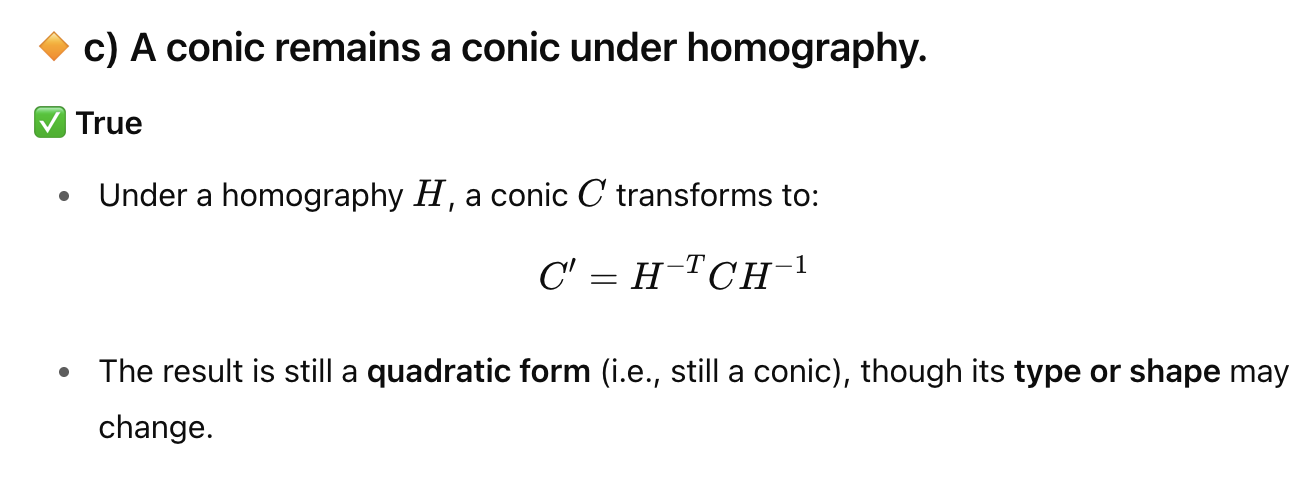 🔶 c) A conic remains a conic under homography.
✅ True
• Under a homography H, a conic C transforms to:
C′ = H⁻ᵀCH⁻¹
• The result is still a quadratic form (i.e., still a conic), though its type or shape may
change.